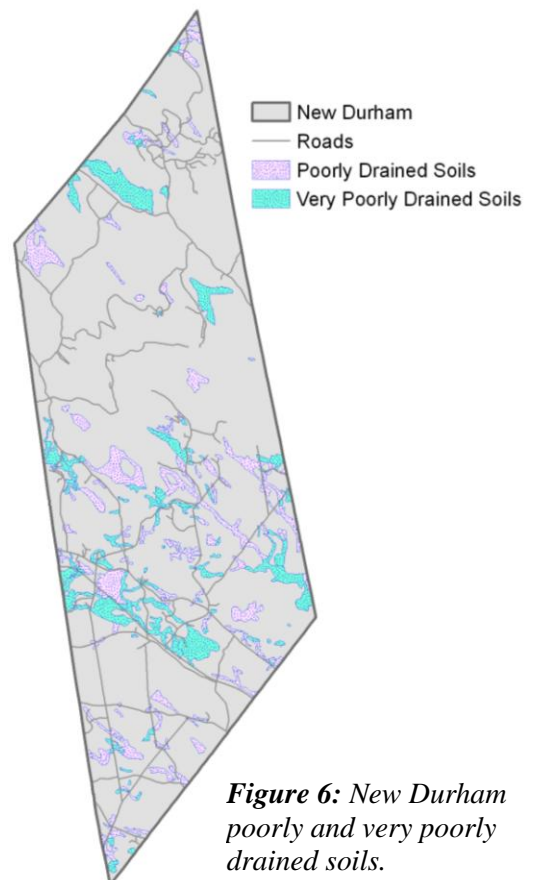 New Durham
Roads
Poorly Drained Soils
Very Poorly Drained Soils
Figure 6: New Durham
poorly and very poorly
drained soils.